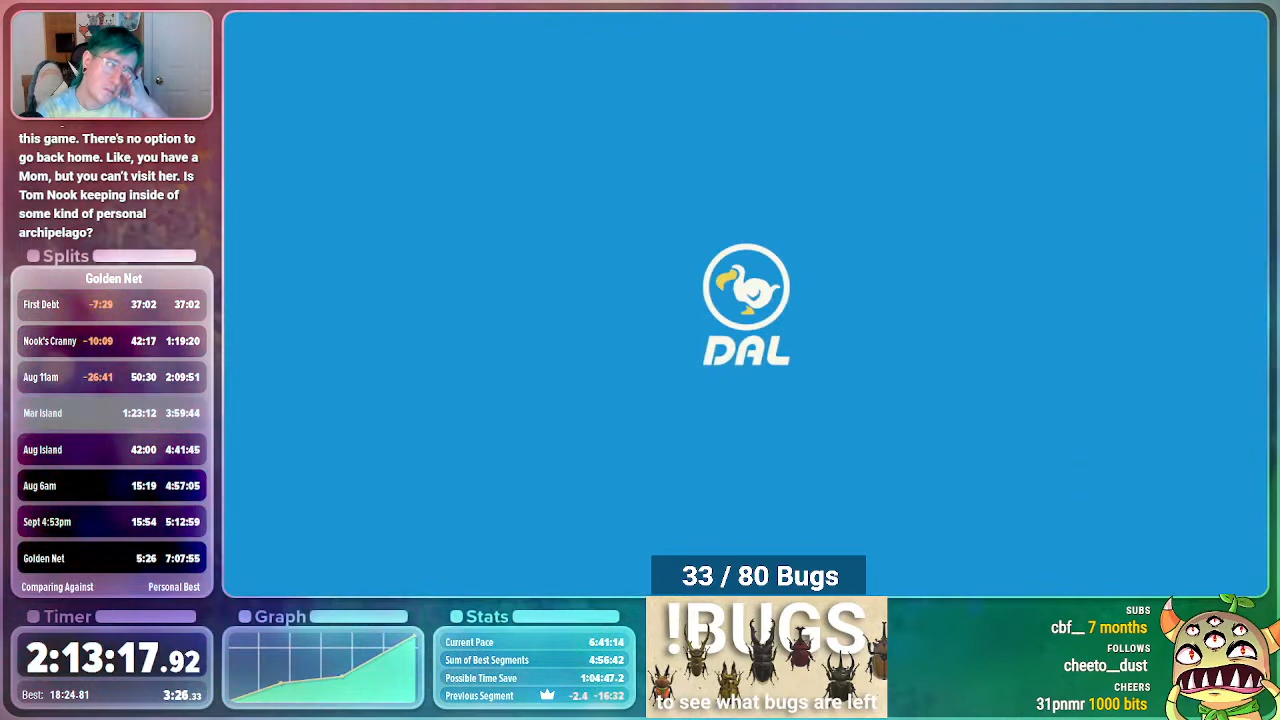 this game. There's no option to
go back home. Like, you have a
Mom, but you can't visit her. Is
Tom Nook keeping inside of
some kind of personal
archipelago?
Splits
Golden Net
First Debt -7:29 37:02 37:02
Nook's Cranny -10:09 42:17 1:19:20
Aug 11am -26:41 50:30 2:09:51
Mar Island 1:23:12 3:59:44
Aug Island 42:00 4:41:45
Aug 6am 15:19 4:57:05
Sept 4:53pm 15:54 5:12:59
Golden Net 5:26 7:07:55
Comparing Against Personal Best
Timer
2:13:17.92
Best: 18:24.81 3:26.33
Graph
Stats
Current Pace 6:41:14
Sum of Best Segments 4:56:42
Possible Time Save 1:04:47.2
Previous Segment -2.4 -16:32
DAL
33 / 80 Bugs
!BUGS
to see what bugs are left
SUBS
cbf__ 7 months
FOLLOWS
cheeto__dust
CHEERS
31pnmr 1000 bits